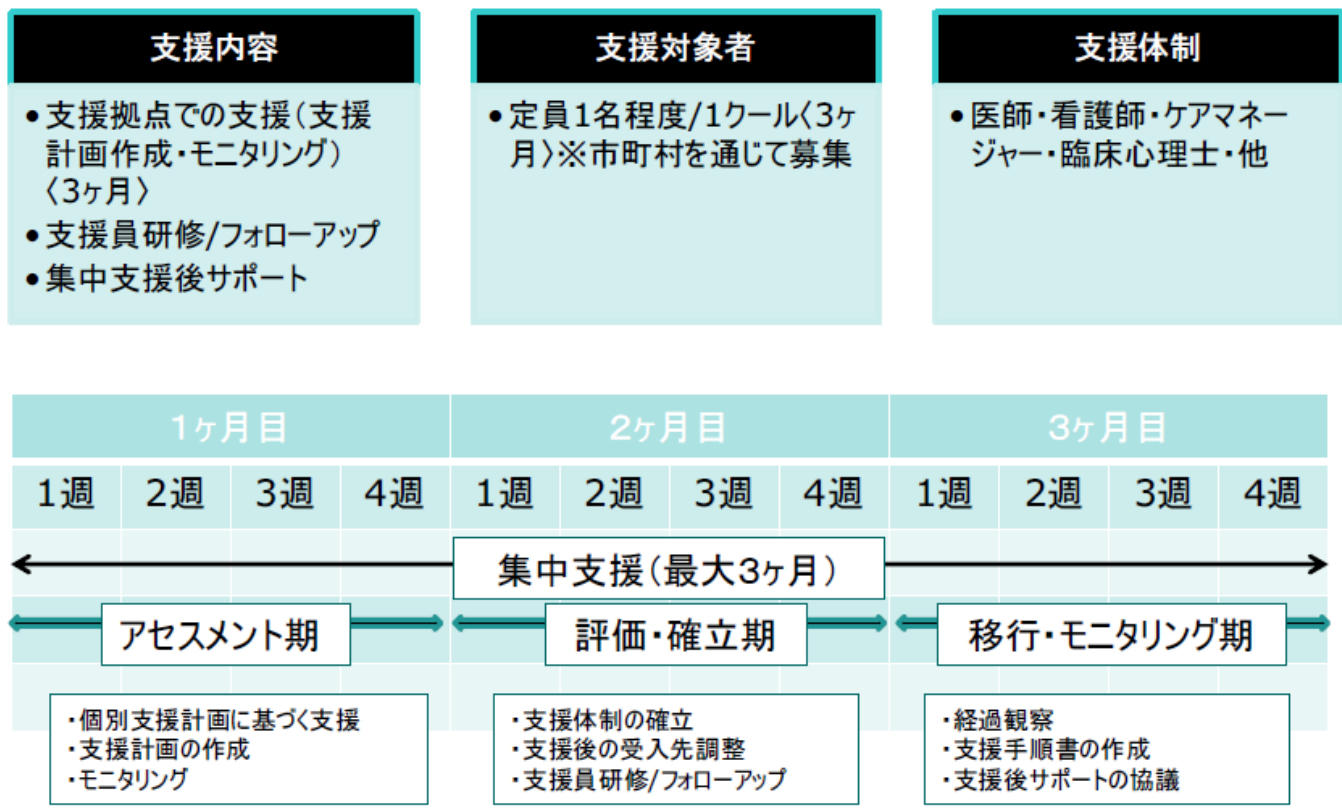 支援内容
•支援拠点での支援(支援
計画作成・モニタリング)
〈3ヶ月〉
•支援員研修/フォローアップ
•集中支援後サポート
支援対象者
•定員1名程度/1クール〈3ヶ
月〉※市町村を通じて募集
支援体制
•医師・看護師・ケアマネー
ジャー・臨床心理士・他
1ヶ月目 2ヶ月目 3ヶ月目
1週 2週 3週 4週 1週 2週 3週 4週 1週 2週 3週 4週
集中支援(最大3ヶ月)
アセスメント期 評価・確立期 移行・モニタリング期
・個別支援計画に基づく支援
・支援計画の作成
・モニタリング
・支援体制の確立
・支援後の受入先調整
・支援員研修/フォローアップ
・経過観察
・支援手順書の作成
・支援後サポートの協議